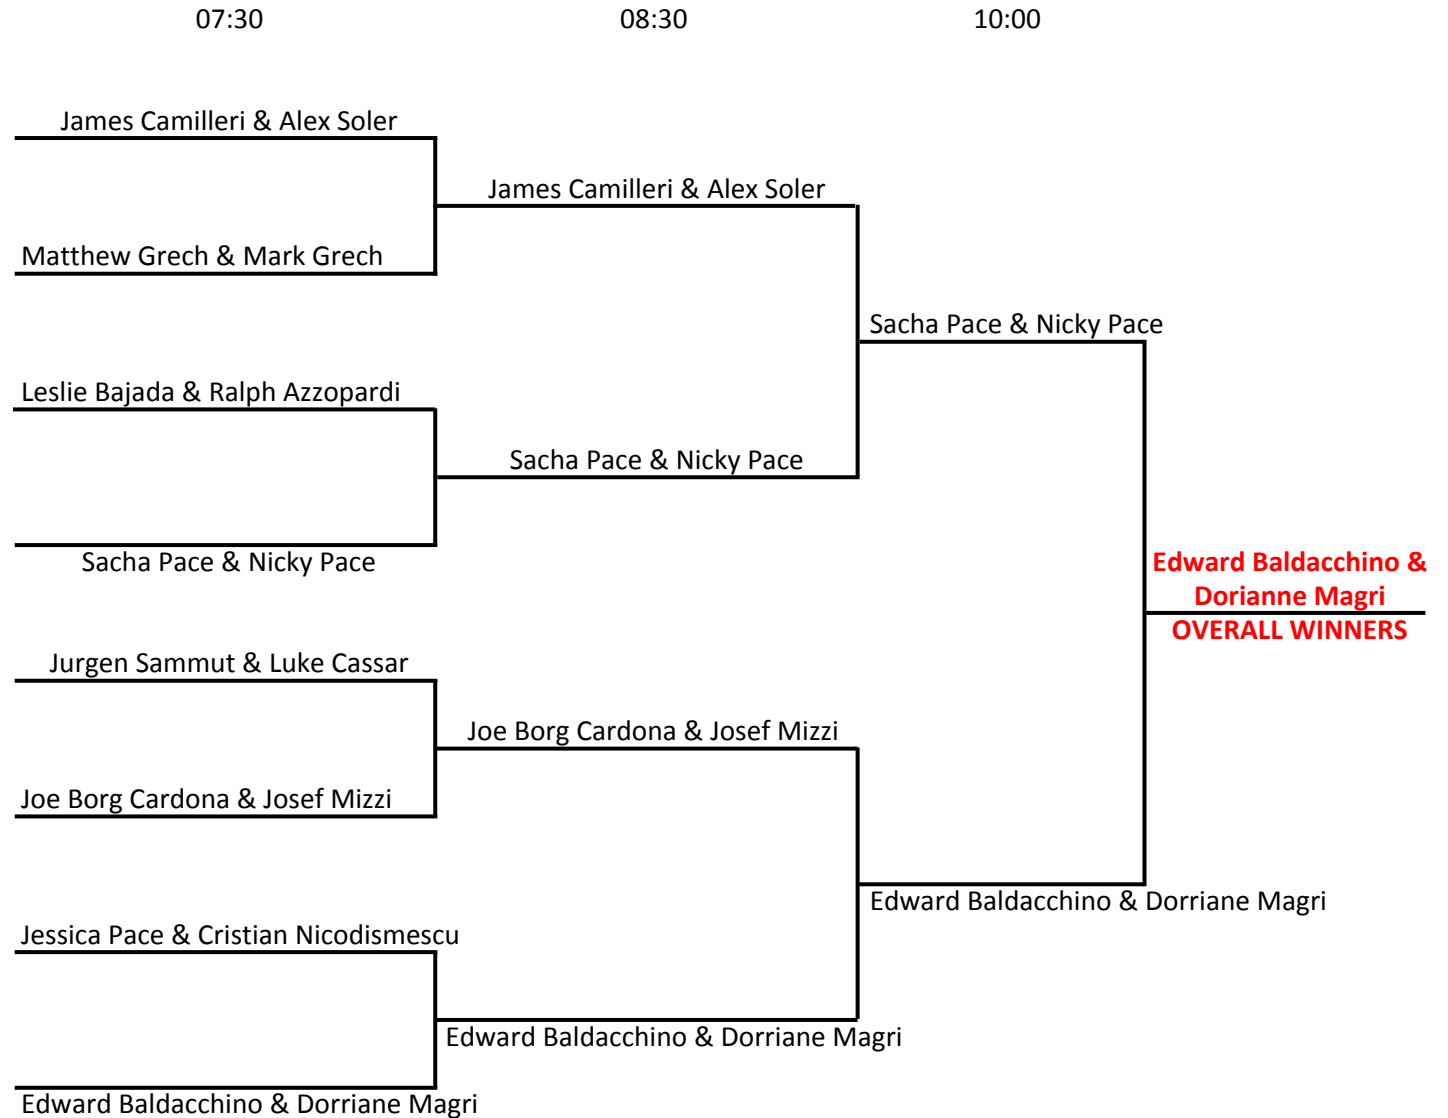 07:30 08:30 10:00
James Camilleri & Alex Soler
James Camilleri & Alex Soler
Matthew Grech & Mark Grech
Sacha Pace & Nicky Pace
Leslie Bajada & Ralph Azzopardi
Sacha Pace & Nicky Pace
Sacha Pace & Nicky Pace
Edward Baldacchino &
Dorianne Magri
OVERALL WINNERS
Jurgen Sammut & Luke Cassar
Joe Borg Cardona & Josef Mizzi
Joe Borg Cardona & Josef Mizzi
Edward Baldacchino & Dorriane Magri
Jessica Pace & Cristian Nicodismescu
Edward Baldacchino & Dorriane Magri
Edward Baldacchino & Dorriane Magri